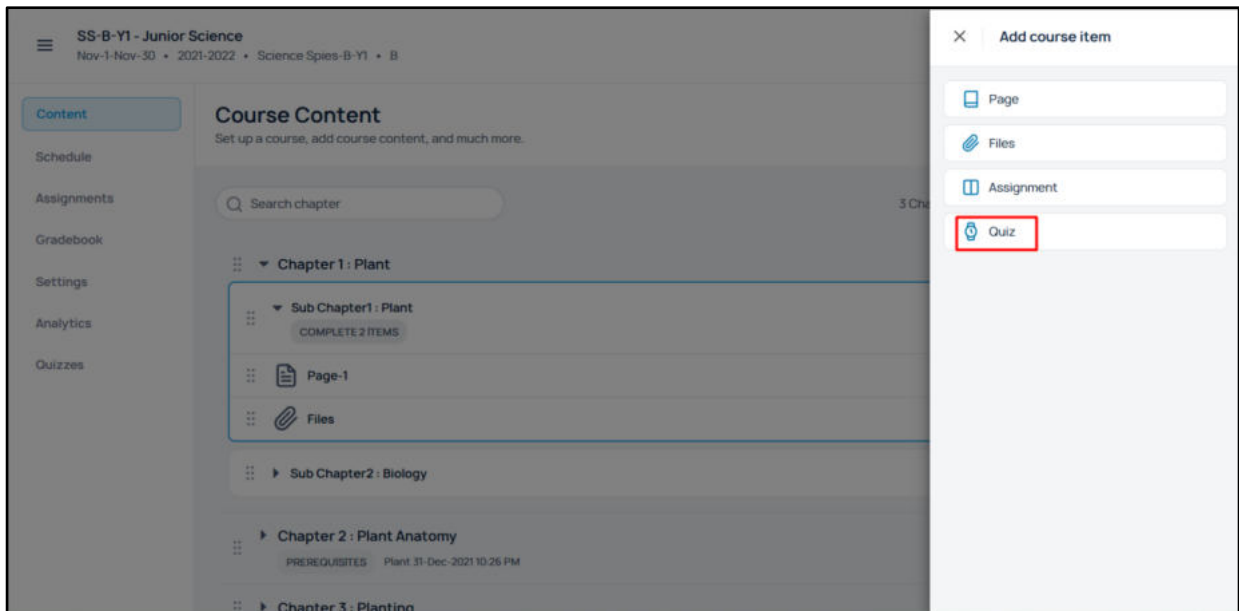 SS-B-Y1 - Junior Science
Nov-1-Nov-30 • 2021-2022 • Science Spies-B-Y1 • B
Content
Schedule
Assignments
Gradebook
Settings
Analytics
Quizzes
Course Content
Set up a course, add course content, and much more.
Search chapter
3 Cha
Chapter 1 : Plant
Sub Chapter1 : Plant
COMPLETE 2 ITEMS
Page-1
Files
Sub Chapter2 : Biology
Chapter 2 : Plant Anatomy
PREREQUISITES Plant 31-Dec-2021 10:26 PM
Chapter 3 : Planting
Add course item
Page
Files
Assignment
Quiz